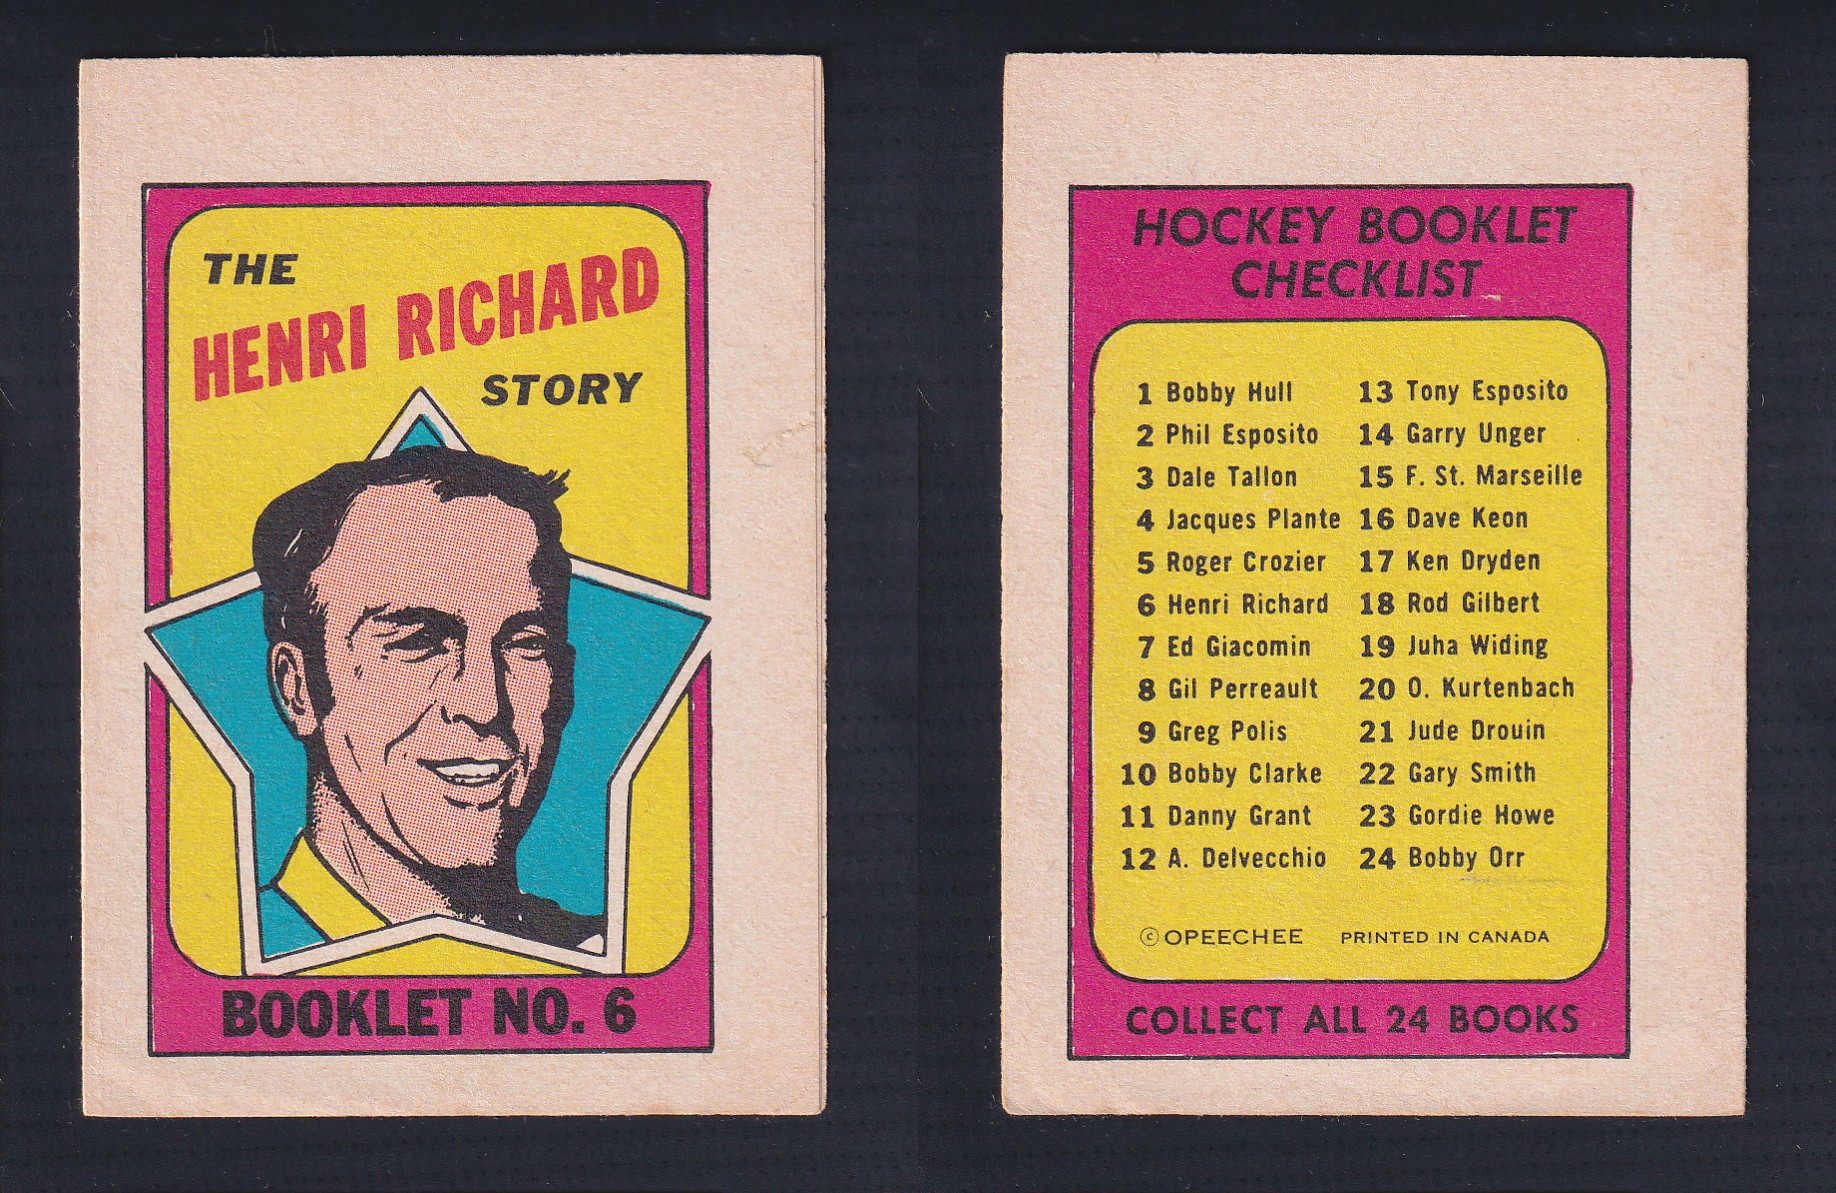 THE
HENRI RICHARD
STORY
BOOKLET NO. 6
HOCKEY BOOKLET
CHECKLIST
1 Bobby Hull
2 Phil Esposito
3 Dale Tallon
4 Jacques Plante
5 Roger Crozier
6 Henri Richard
7 Ed Giacomin
8 Gil Perreault
9 Greg Polis
10 Bobby Clarke
11 Danny Grant
12 A. Delvecchio
13 Tony Esposito
14 Garry Unger
15 F. St. Marseille
16 Dave Keon
17 Ken Dryden
18 Rod Gilbert
19 Juha Widing
20 O. Kurtenbach
21 Jude Drouin
22 Gary Smith
23 Gordie Howe
24 Bobby Orr
© OPEECHEE PRINTED IN CANADA
COLLECT ALL 24 BOOKS